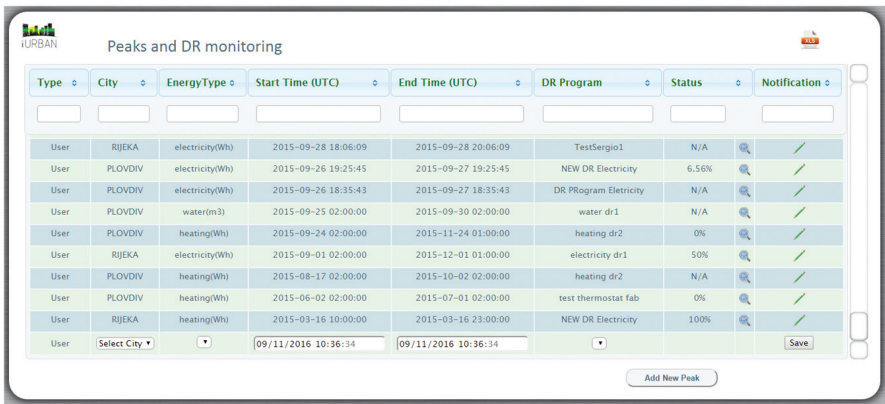 iURBAN
Peaks and DR monitoring
XLS
Type City EnergyType Start Time (UTC) End Time (UTC) DR Program Status Notification
User RIJEKA electricity(Wh) 2015-09-28 18:06:09 2015-09-28 20:06:09 TestSergio1 N/A
User PLOVDIV electricity(Wh) 2015-09-26 19:25:45 2015-09-27 19:25:45 NEW DR Electricity 6.56%
User PLOVDIV electricity(Wh) 2015-09-26 18:35:43 2015-09-27 18:35:43 DR PRogram Eletricity N/A
User PLOVDIV water(m3) 2015-09-25 02:00:00 2015-09-30 02:00:00 water dr1 N/A
User PLOVDIV heating(Wh) 2015-09-24 02:00:00 2015-11-24 01:00:00 heating dr2 0%
User RIJEKA electricity(Wh) 2015-09-01 02:00:00 2015-12-01 01:00:00 electricity dr1 50%
User PLOVDIV heating(Wh) 2015-08-17 02:00:00 2015-10-02 02:00:00 heating dr2 N/A
User PLOVDIV heating(Wh) 2015-06-02 02:00:00 2015-07-01 02:00:00 test thermostat fab 0%
User RIJEKA heating(Wh) 2015-03-16 10:00:00 2015-03-16 23:00:00 NEW DR Electricity 100%
User Select City 09/11/2016 10:36:34 09/11/2016 10:36:34 Save
Add New Peak